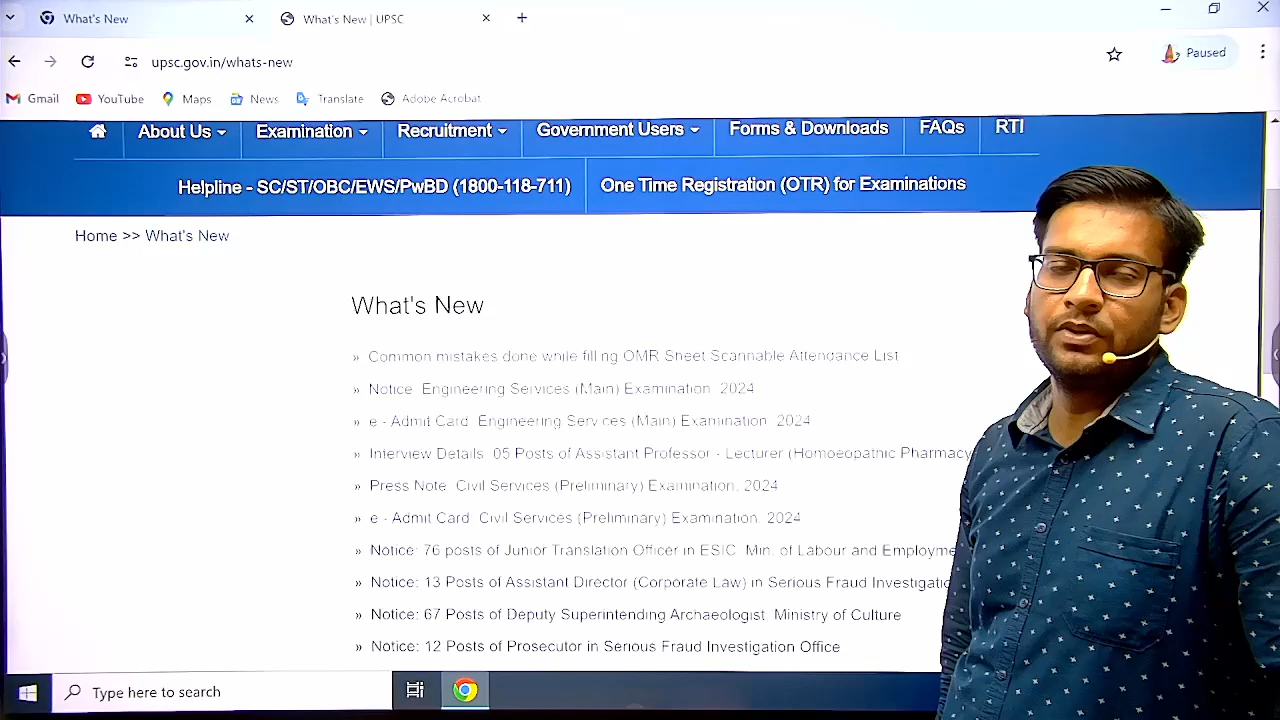 What's New
What's New | UPSC
upsc.gov.in/whats-new
Paused
Gmail YouTube Maps News Translate Adobe Acrobat
About Us Examination Recruitment Government Users Forms & Downloads FAQs RTI
Helpline - SC/ST/OBC/EWS/PwBD (1800-118-711) One Time Registration (OTR) for Examinations
Home >> What's New
What's New
» Common mistakes done while filling OMR Sheet Scannable Attendance List
» Notice Engineering Services (Main) Examination 2024
» e - Admit Card Engineering Services (Main) Examination 2024
» Interview Details 05 Posts of Assistant Professor - Lecturer (Homoeopathic Pharmacy
» Press Note Civil Services (Preliminary) Examination, 2024
» e - Admit Card Civil Services (Preliminary) Examination 2024
» Notice: 76 posts of Junior Translation Officer in ESIC Min. of Labour and Employme
» Notice: 13 Posts of Assistant Director (Corporate Law) in Serious Fraud Investigatio
» Notice: 67 Posts of Deputy Superintending Archaeologist Ministry of Culture
» Notice: 12 Posts of Prosecutor in Serious Fraud Investigation Office
Type here to search